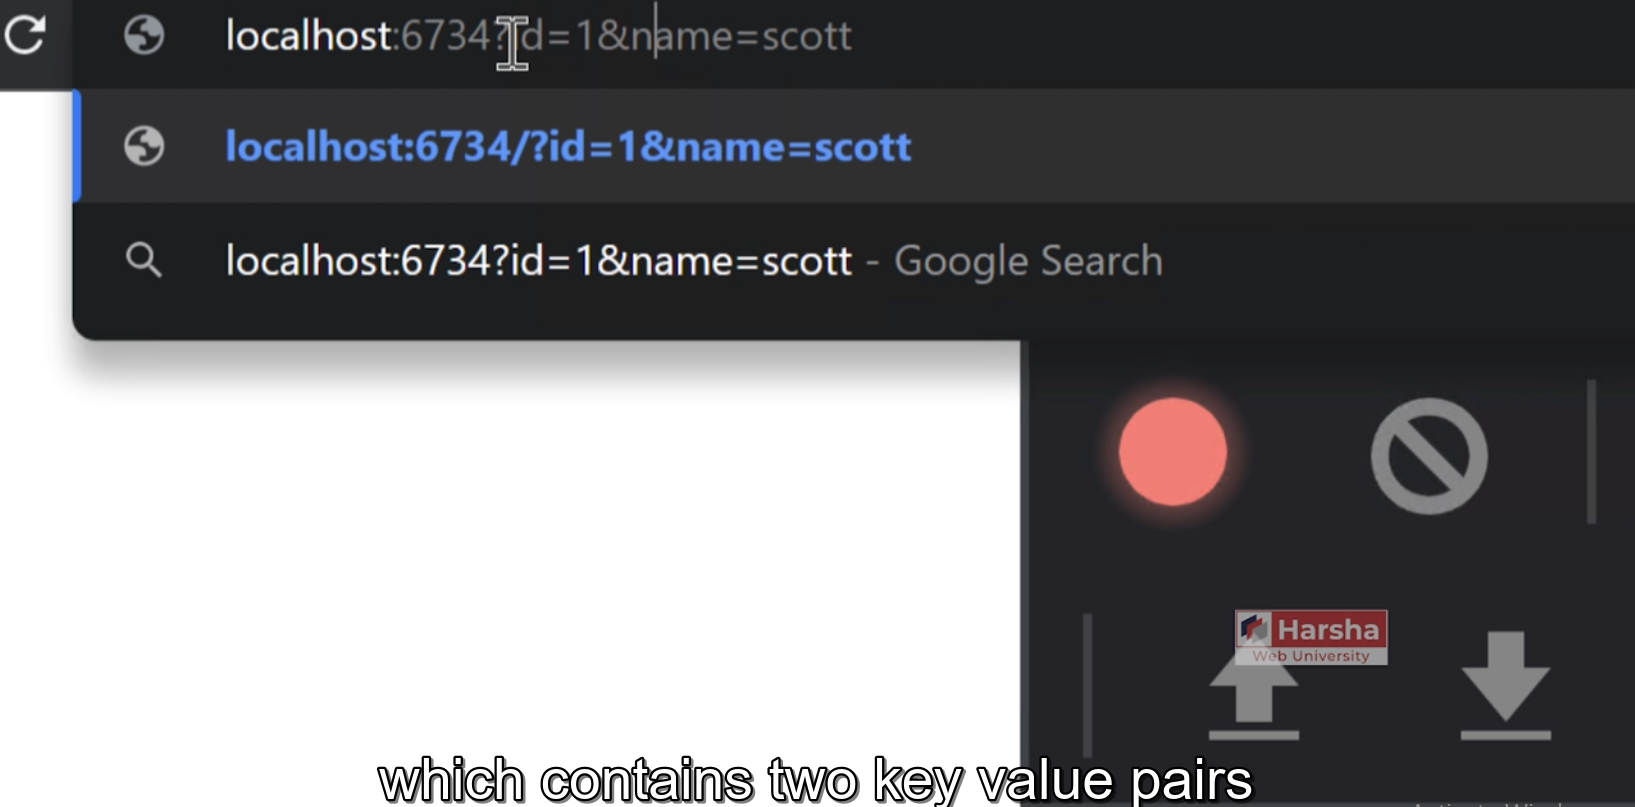 localhost:6734?id=1&name=scott
localhost:6734/?id=1&name=scott
localhost:6734?id=1&name=scott - Google Search
Harsha
Web University
which contains two key value pairs